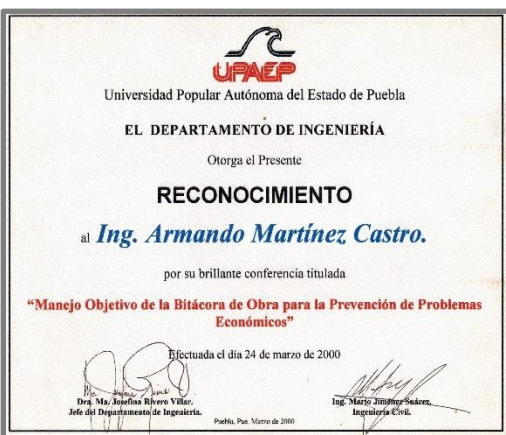 UPAEP
Universidad Popular Autónoma del Estado de Puebla
EL DEPARTAMENTO DE INGENIERÍA
Otorga el Presente
RECONOCIMIENTO
al Ing. Armando Martínez Castro.
por su brillante conferencia titulada
“Manejo Objetivo de la Bitácora de Obra para la Prevención de Problemas
Económicos”
Efectuada el día 24 de marzo de 2000
Dra. Ma. Josefina Rivero Villar.
Jefe del Departamento de Ingeniería.
Ing. Mario Jiménez Suárez.
Ingeniería Civil.
Puebla, Pue. Marzo de 2000